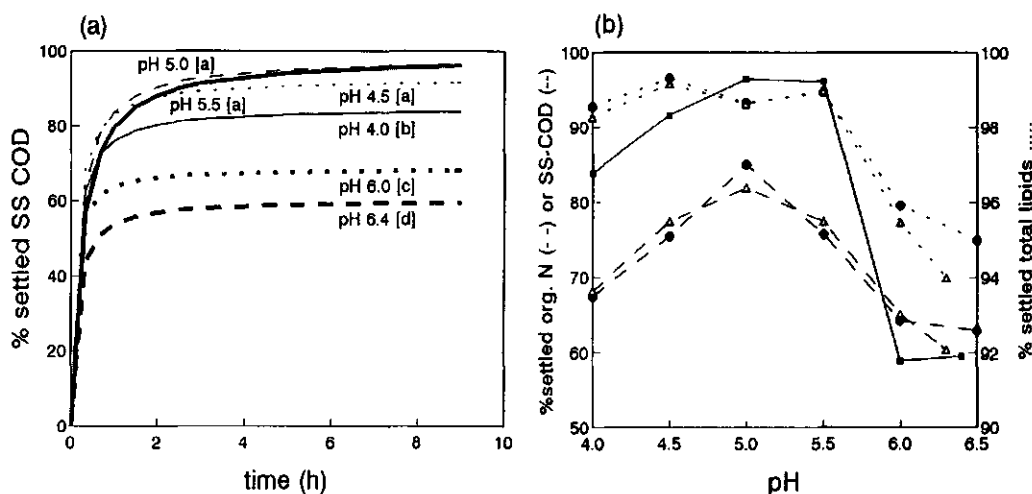 (a)
% settled SS COD
100
80
60
40
20
0
pH 5.0 [a]
pH 5.5 [a]
pH 4.5 [a]
pH 4.0 [b]
pH 6.0 [c]
pH 6.4 [d]
0 2 4 6 8 10
time (h)
(b)
%settled org. N (- -) or SS-COD (--)
100
90
80
70
60
50
4.0 4.5 5.0 5.5 6.0 6.5
pH
100
98
96
94
92
90
% settled total lipids ......